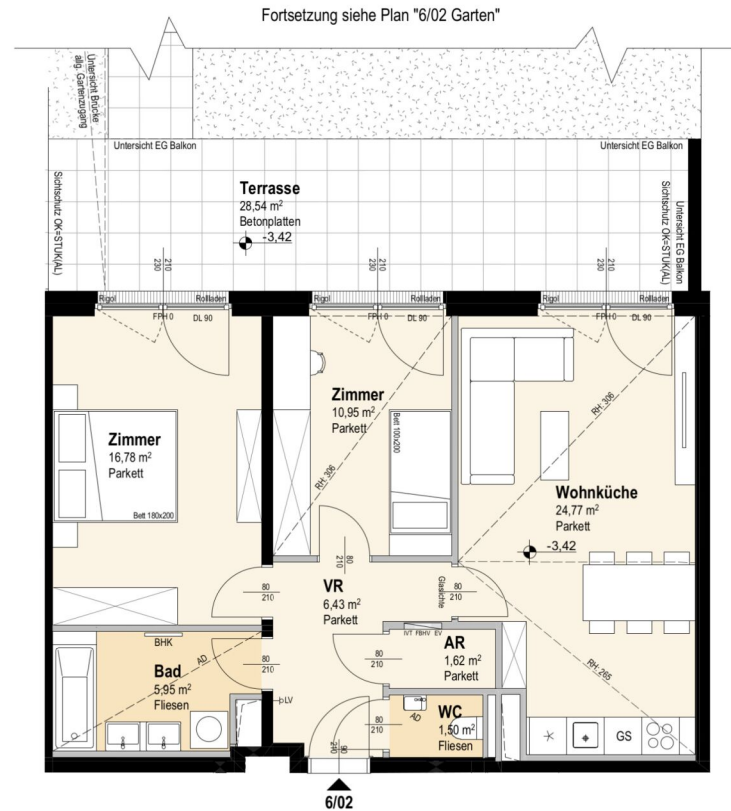 Fortsetzung siehe Plan "6/02 Garten"
Untersicht Brücke
allg. Gartenzugang
Untersicht EG Balkon
Untersicht EG Balkon
Sichtschutz OK=STUK(AL)
Terrasse
28,54 m²
Betonplatten
-3,42
Untersicht EG Balkon
Sichtschutz OK=STUK(AL)
210
230
210
230
210
230
Rigol
Rollladen
Rigol
Rollladen
Rigol
Rollladen
FPH 0
DL 90
FPH 0
DL 90
FPH 0
DL 90
Zimmer
16,78 m²
Parkett
Bett 180x200
Zimmer
10,95 m²
Parkett
Bett 100x200
RH: 306
RH: 306
Wohnküche
24,77 m²
Parkett
-3,42
80
210
VR
6,43 m²
Parkett
80
210
Glaslichte
80
210
BHK
AD
Bad
5,95 m²
Fliesen
80
210
LV
IVT FBHV EV
80
210
AR
1,62 m²
Parkett
RH: 265
80
210
AD
WC
1,50 m²
Fliesen
GS
90
210
6/02